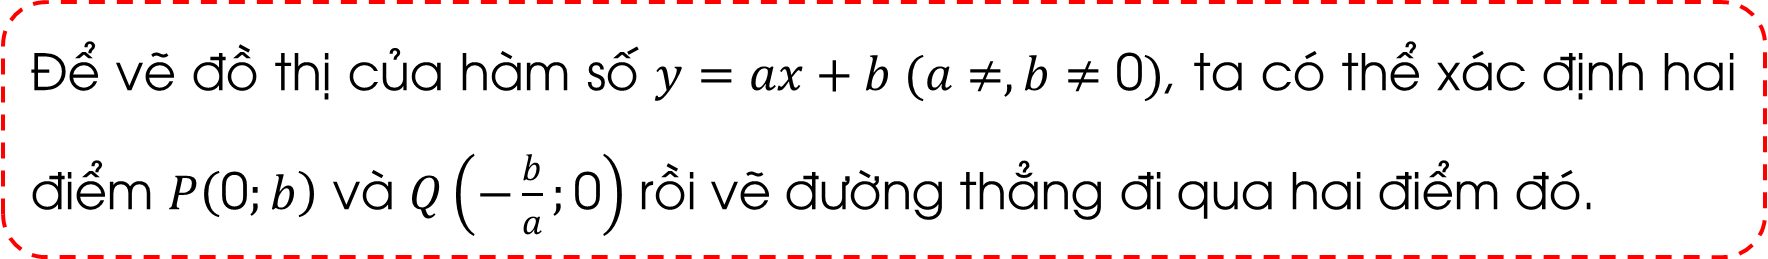 Để vẽ đồ thị của hàm số y = ax + b (a ≠, b ≠ 0), ta có thể xác định hai
điểm P(0; b) và Q(−b/a; 0) rồi vẽ đường thẳng đi qua hai điểm đó.